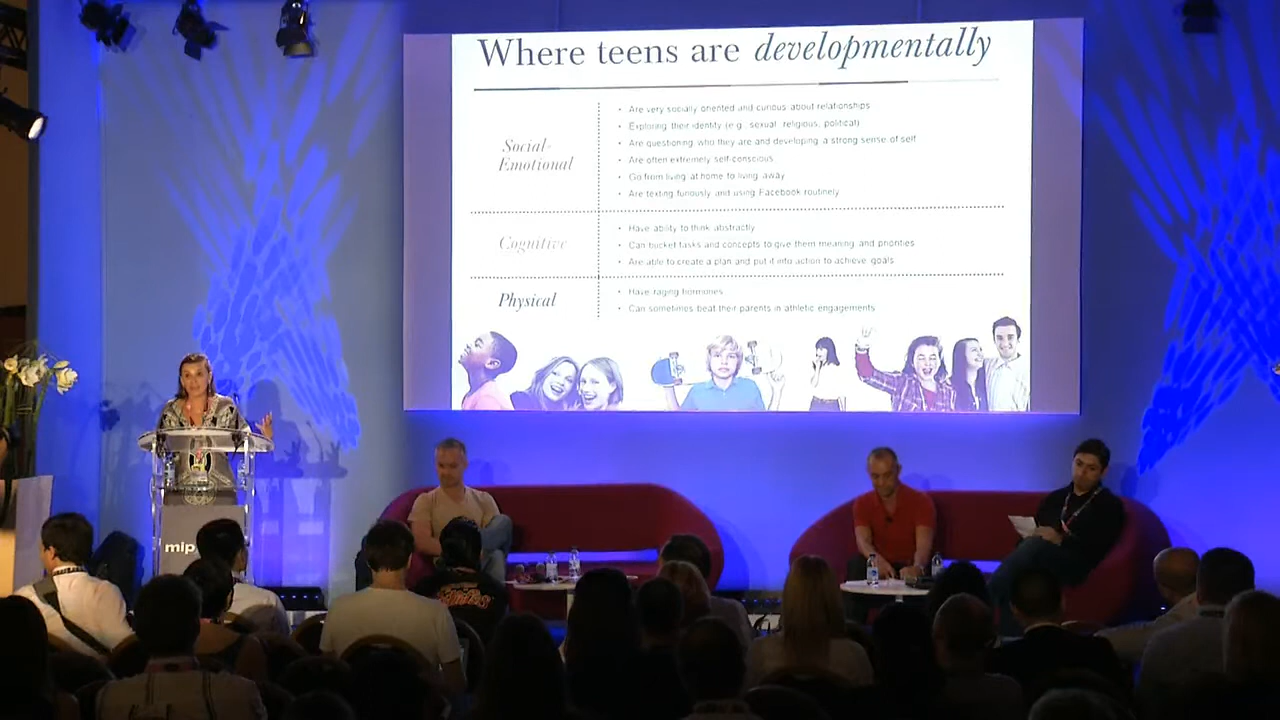 Where teens are developmentally
Social-
Emotional
• Are very socially oriented and curious about relationships
• Exploring their identity (e.g., sexual, religious, political)
• Are questioning who they are and developing a strong sense of self
• Are often extremely self-conscious
• Go from living at home to living away
• Are texting furiously and using Facebook routinely
Cognitive
• Have ability to think abstractly
• Can bucket tasks and concepts to give them meaning and priorities
• Are able to create a plan and put it into action to achieve goals
Physical
• Have raging hormones
• Can sometimes beat their parents in athletic engagements
mip